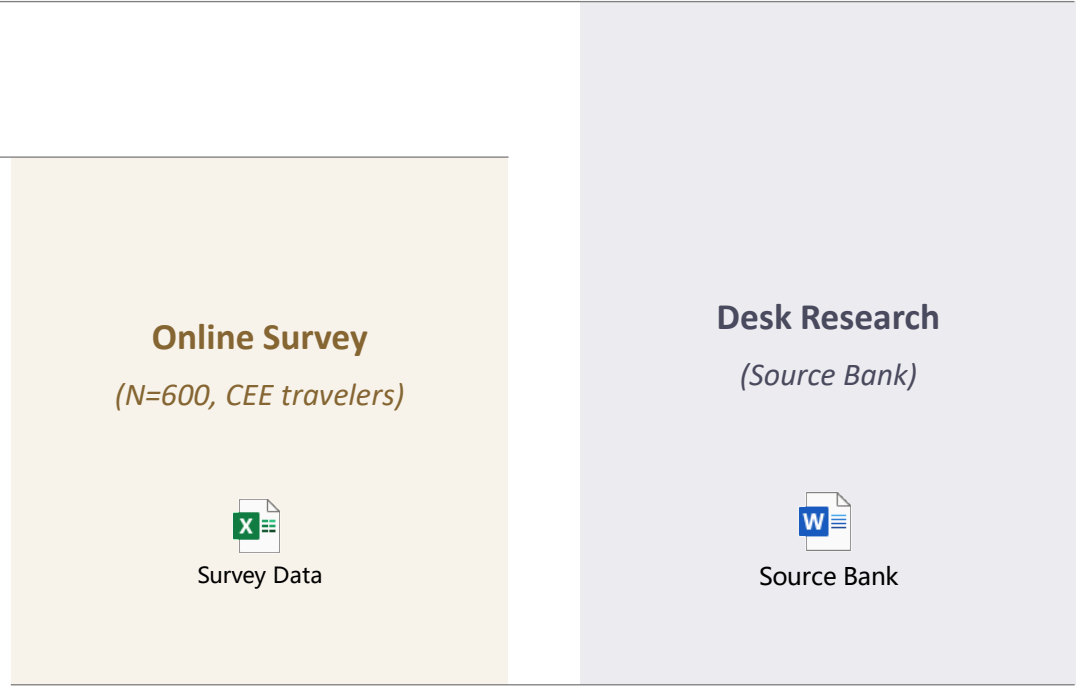 Online Survey
(N=600, CEE travelers)
X
Survey Data
Desk Research
(Source Bank)
W
Source Bank